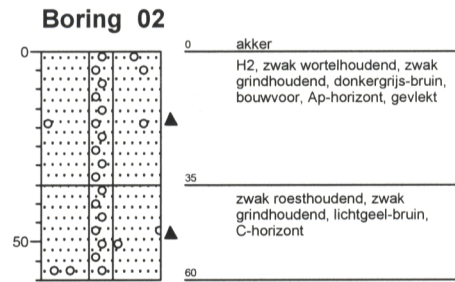 Boring 02
0
0
akker
H2, zwak wortelhoudend, zwak
grindhoudend, donkergrijs-bruin,
bouwvoor, Ap-horizont, gevlekt
35
zwak roesthoudend, zwak
grindhoudend, lichtgeel-bruin,
C-horizont
50
60